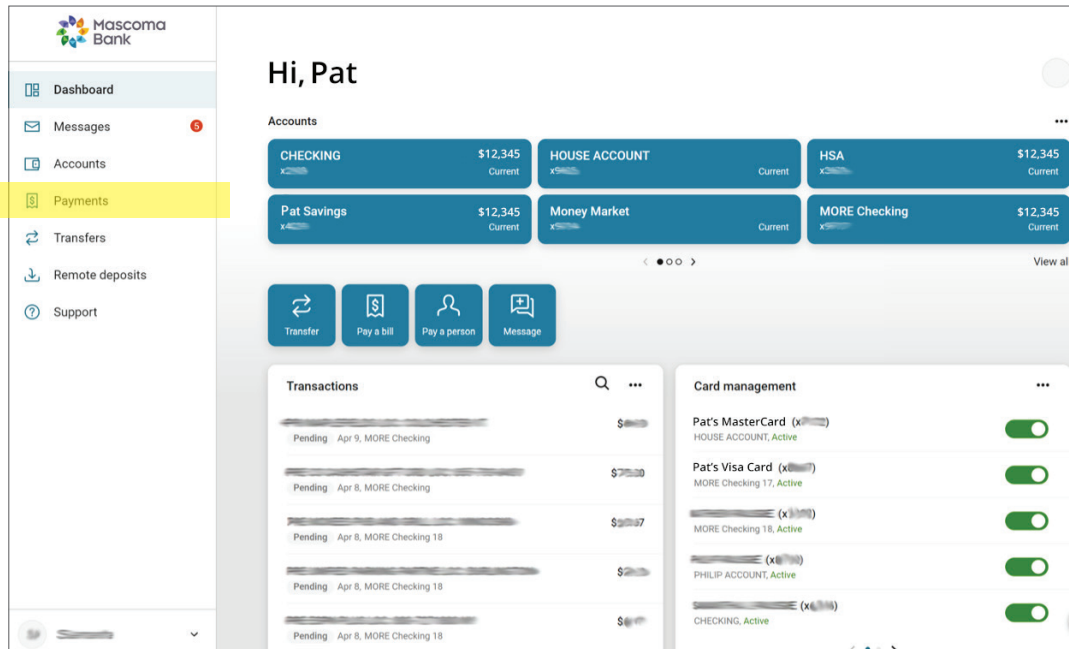 Mascoma
Bank
Dashboard
Messages 5
Accounts
Payments
Transfers
Remote deposits
Support
Hi, Pat
Accounts
CHECKING $12,345
Current
HOUSE ACCOUNT
Current
HSA $12,345
Current
Pat Savings $12,345
Current
Money Market
Current
MORE Checking $12,345
Current
View al
Transfer
Pay a bill
Pay a person
Message
Transactions
Pending Apr 9, MORE Checking
Pending Apr 8, MORE Checking
Pending Apr 8, MORE Checking 18
Pending Apr 8, MORE Checking 18
Pending Apr 8, MORE Checking 18
Card management
Pat's MasterCard
HOUSE ACCOUNT, Active
Pat's Visa Card
MORE Checking 17, Active
MORE Checking 18, Active
PHILIP ACCOUNT, Active
CHECKING, Active